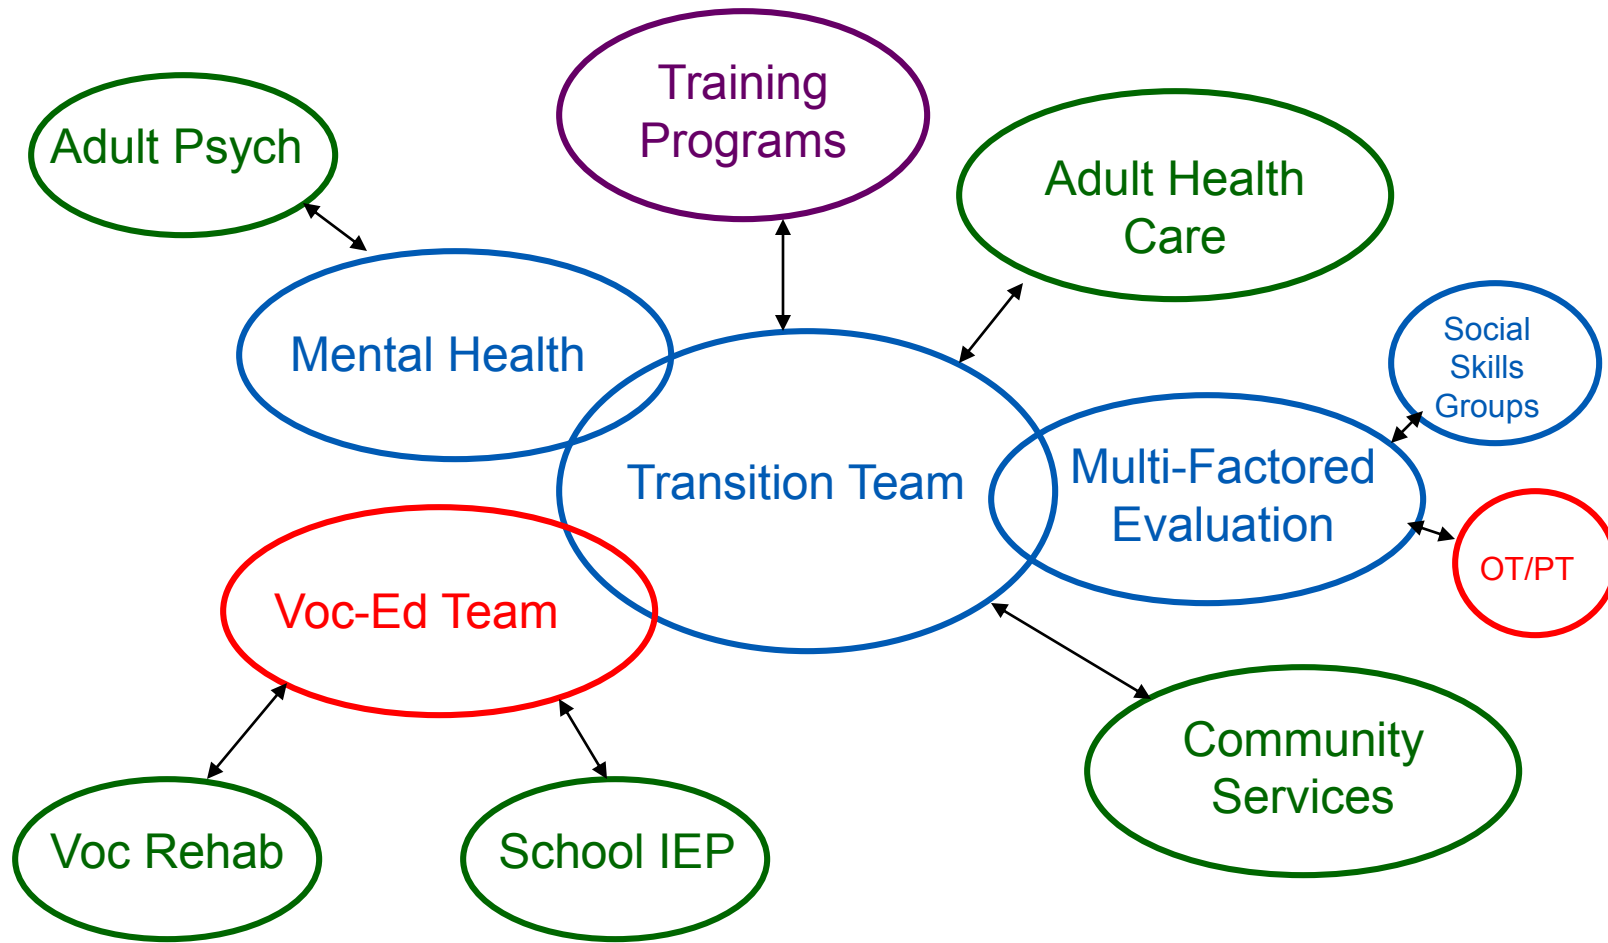 Training
Programs
Adult Psych
Adult Health
Care
Mental Health
Social
Skills
Groups
Transition Team
Multi-Factored
Evaluation
OT/PT
Voc-Ed Team
Community
Services
Voc Rehab
School IEP